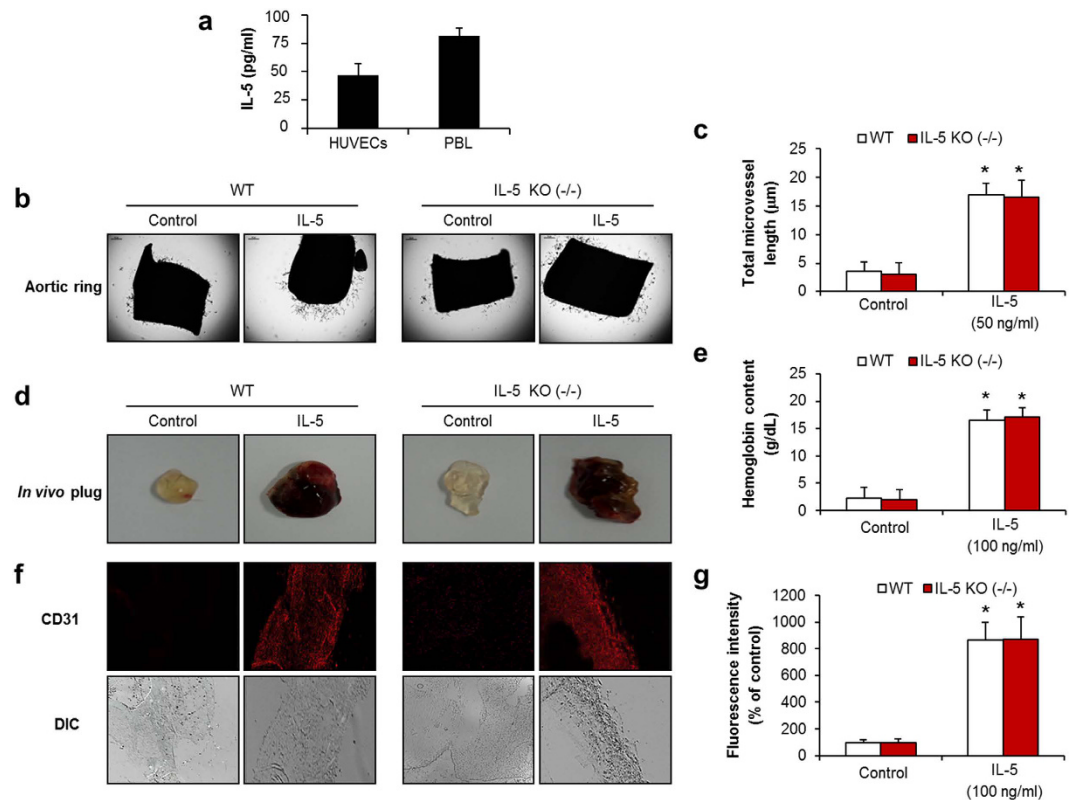 a
IL-5 (pg/ml)
100
75
50
25
0
HUVECs PBL
b
WT IL-5 KO (-/-)
Control IL-5 Control IL-5
Aortic ring
c
WT IL-5 KO (-/-)
Total microvessel
length (µm)
25
20
15
10
5
0
* *
Control IL-5
(50 ng/ml)
d
WT IL-5 KO (-/-)
Control IL-5 Control IL-5
In vivo plug
e
WT IL-5 KO (-/-)
Hemoglobin content
(g/dL)
25
20
15
10
5
0
* *
Control IL-5
(100 ng/ml)
f
CD31
DIC
g
WT IL-5 KO (-/-)
Fluorescence intensity
(% of control)
1200
1000
800
600
400
200
0
* *
Control IL-5
(100 ng/ml)